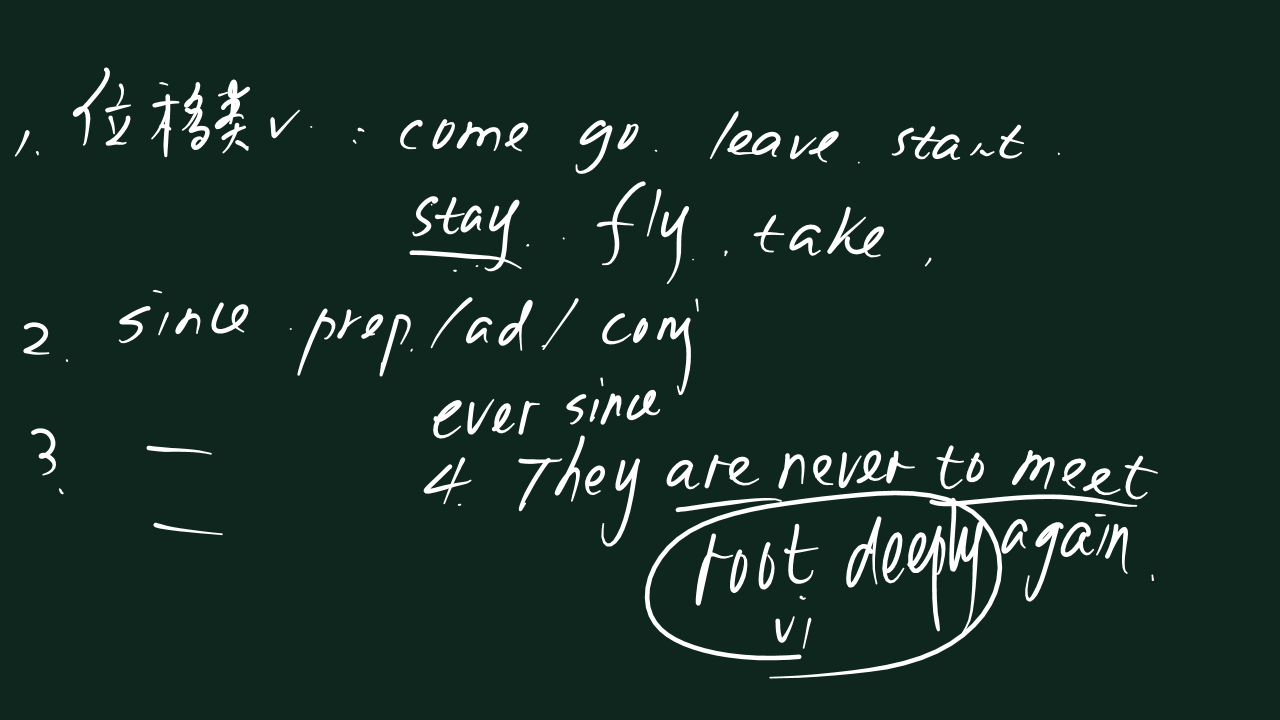 1. 位移类v. : come go. leave. start.
stay. fly. take,
2. since. prep./ad/conj
ever since
3.
4. They are never to meet
again.
root deeply
vi